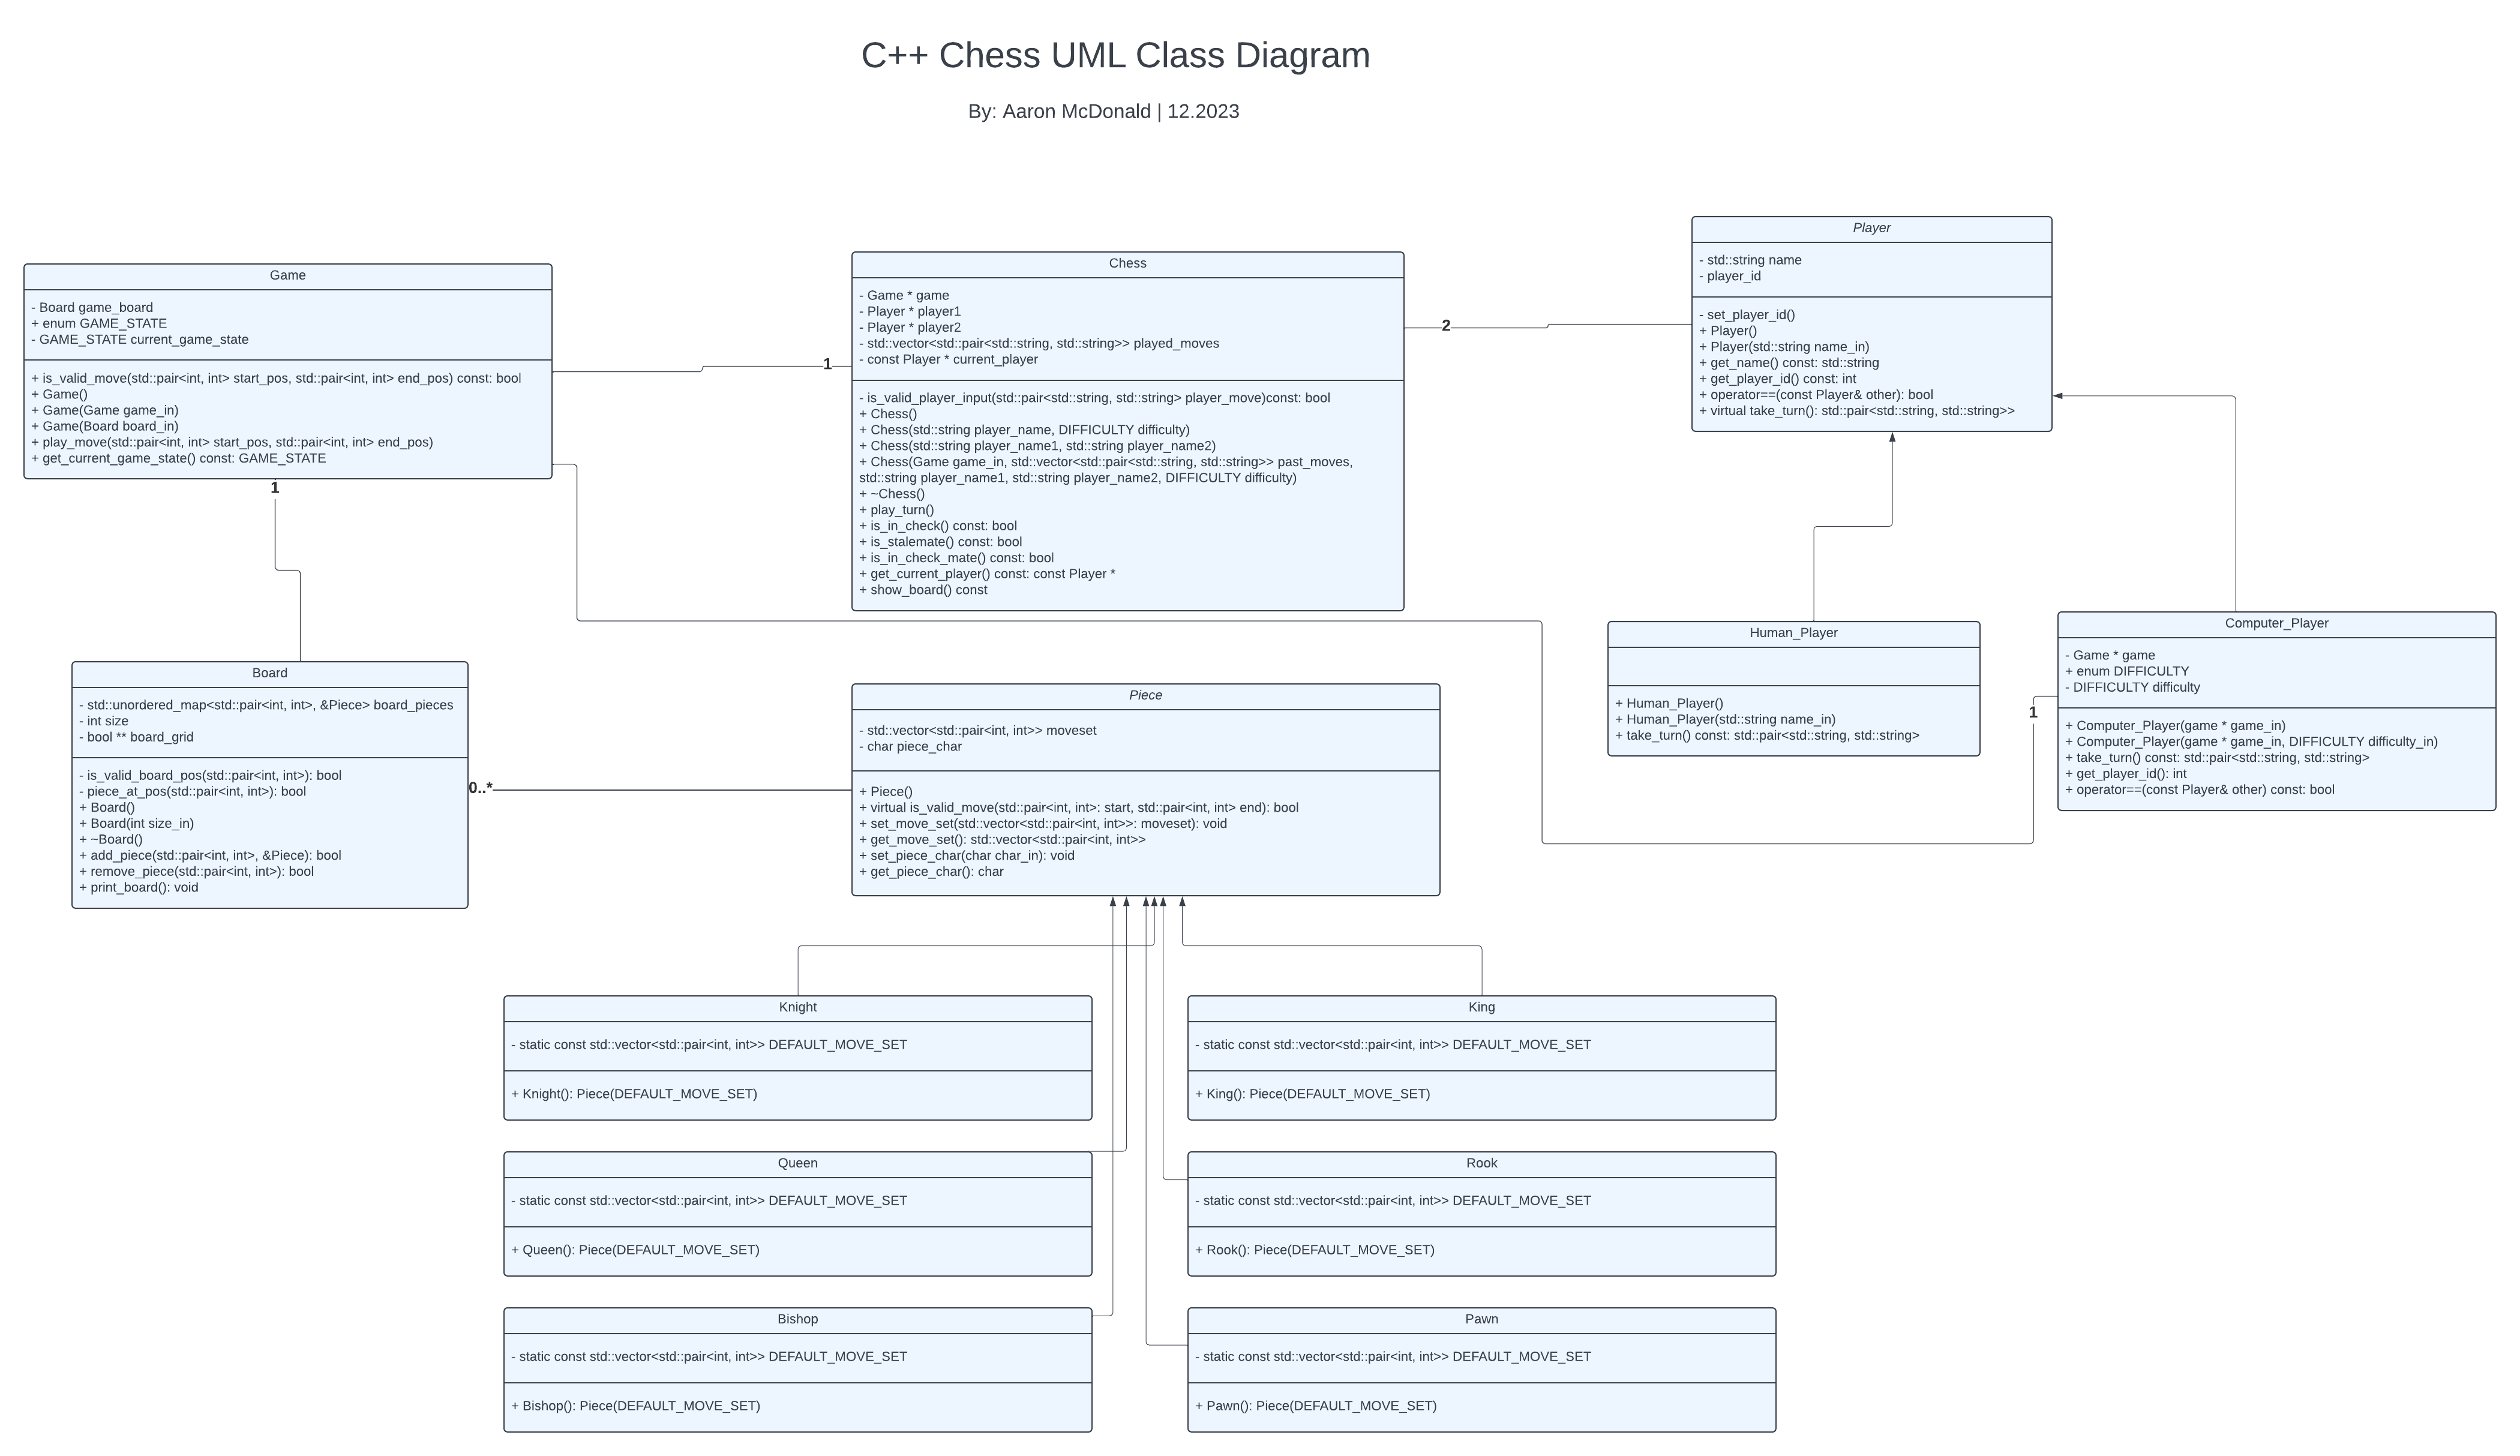 C++ Chess UML Class Diagram
By: Aaron McDonald | 12.2023
Game
- Board game_board
+ enum GAME_STATE
- GAME_STATE current_game_state
+ is_valid_move(std::pair<int, int> start_pos, std::pair<int, int> end_pos) const: bool
+ Game()
+ Game(Game game_in)
+ Game(Board board_in)
+ play_move(std::pair<int, int> start_pos, std::pair<int, int> end_pos)
+ get_current_game_state() const: GAME_STATE
1
1
Chess
- Game * game
- Player * player1
- Player * player2
- std::vector<std::pair<std::string, std::string>> played_moves
- const Player * current_player
- is_valid_player_input(std::pair<std::string, std::string> player_move)const: bool
+ Chess()
+ Chess(std::string player_name, DIFFICULTY difficulty)
+ Chess(std::string player_name1, std::string player_name2)
+ Chess(Game game_in, std::vector<std::pair<std::string, std::string>> past_moves,
std::string player_name1, std::string player_name2, DIFFICULTY difficulty)
+ ~Chess()
+ play_turn()
+ is_in_check() const: bool
+ is_stalemate() const: bool
+ is_in_check_mate() const: bool
+ get_current_player() const: const Player *
+ show_board() const
2
Player
- std::string name
- player_id
- set_player_id()
+ Player()
+ Player(std::string name_in)
+ get_name() const: std::string
+ get_player_id() const: int
+ operator==(const Player& other): bool
+ virtual take_turn(): std::pair<std::string, std::string>>
Human_Player
+ Human_Player()
+ Human_Player(std::string name_in)
+ take_turn() const: std::pair<std::string, std::string>
1
Computer_Player
- Game * game
+ enum DIFFICULTY
- DIFFICULTY difficulty
+ Computer_Player(game * game_in)
+ Computer_Player(game * game_in, DIFFICULTY difficulty_in)
+ take_turn() const: std::pair<std::string, std::string>
+ get_player_id(): int
+ operator==(const Player& other) const: bool
Board
- std::unordered_map<std::pair<int, int>, &Piece> board_pieces
- int size
- bool ** board_grid
- is_valid_board_pos(std::pair<int, int>): bool
- piece_at_pos(std::pair<int, int>): bool
+ Board()
+ Board(int size_in)
+ ~Board()
+ add_piece(std::pair<int, int>, &Piece): bool
+ remove_piece(std::pair<int, int>): bool
+ print_board(): void
0..*
Piece
- std::vector<std::pair<int, int>> moveset
- char piece_char
+ Piece()
+ virtual is_valid_move(std::pair<int, int>: start, std::pair<int, int> end): bool
+ set_move_set(std::vector<std::pair<int, int>>: moveset): void
+ get_move_set(): std::vector<std::pair<int, int>>
+ set_piece_char(char char_in): void
+ get_piece_char(): char
Knight
- static const std::vector<std::pair<int, int>> DEFAULT_MOVE_SET
+ Knight(): Piece(DEFAULT_MOVE_SET)
King
- static const std::vector<std::pair<int, int>> DEFAULT_MOVE_SET
+ King(): Piece(DEFAULT_MOVE_SET)
Queen
- static const std::vector<std::pair<int, int>> DEFAULT_MOVE_SET
+ Queen(): Piece(DEFAULT_MOVE_SET)
Rook
- static const std::vector<std::pair<int, int>> DEFAULT_MOVE_SET
+ Rook(): Piece(DEFAULT_MOVE_SET)
Bishop
- static const std::vector<std::pair<int, int>> DEFAULT_MOVE_SET
+ Bishop(): Piece(DEFAULT_MOVE_SET)
Pawn
- static const std::vector<std::pair<int, int>> DEFAULT_MOVE_SET
+ Pawn(): Piece(DEFAULT_MOVE_SET)